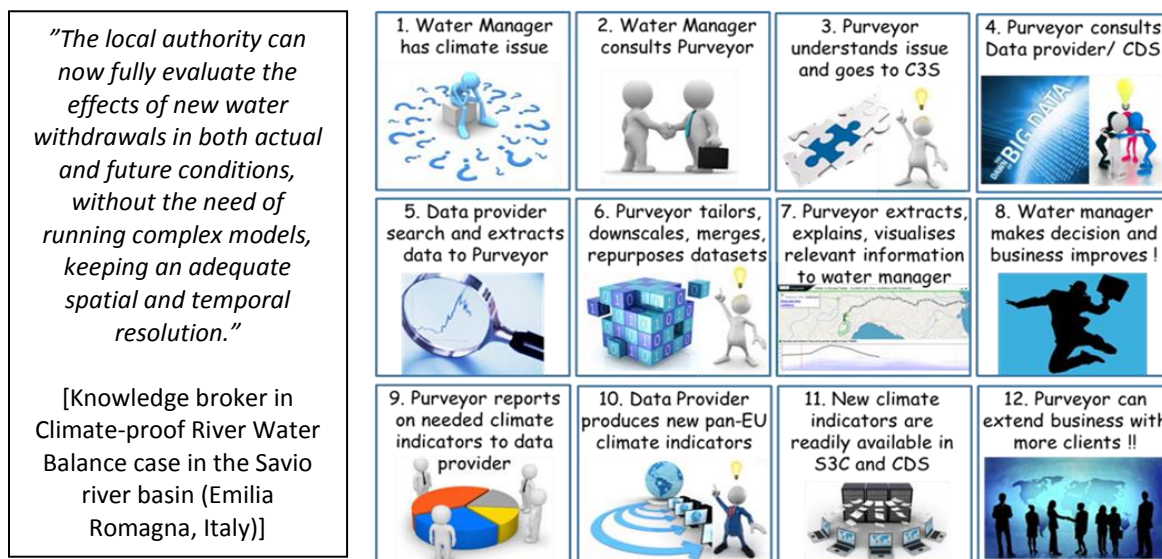 ”The local authority can
now fully evaluate the
effects of new water
withdrawals in both actual
and future conditions,
without the need of
running complex models,
keeping an adequate
spatial and temporal
resolution.”
[Knowledge broker in
Climate-proof River Water
Balance case in the Savio
river basin (Emilia
Romagna, Italy)]
1. Water Manager
has climate issue
2. Water Manager
consults Purveyor
3. Purveyor
understands issue
and goes to C3S
4. Purveyor consults
Data provider/ CDS
BIG DATA
5. Data provider
search and extracts
data to Purveyor
6. Purveyor tailors,
downscales, merges,
repurposes datasets
7. Purveyor extracts,
explains, visualises
relevant information
to water manager
8. Water manager
makes decision and
business improves !
9. Purveyor reports
on needed climate
indicators to data
provider
10. Data Provider
produces new pan-EU
climate indicators
11. New climate
indicators are
readily available in
S3C and CDS
12. Purveyor can
extend business with
more clients !!